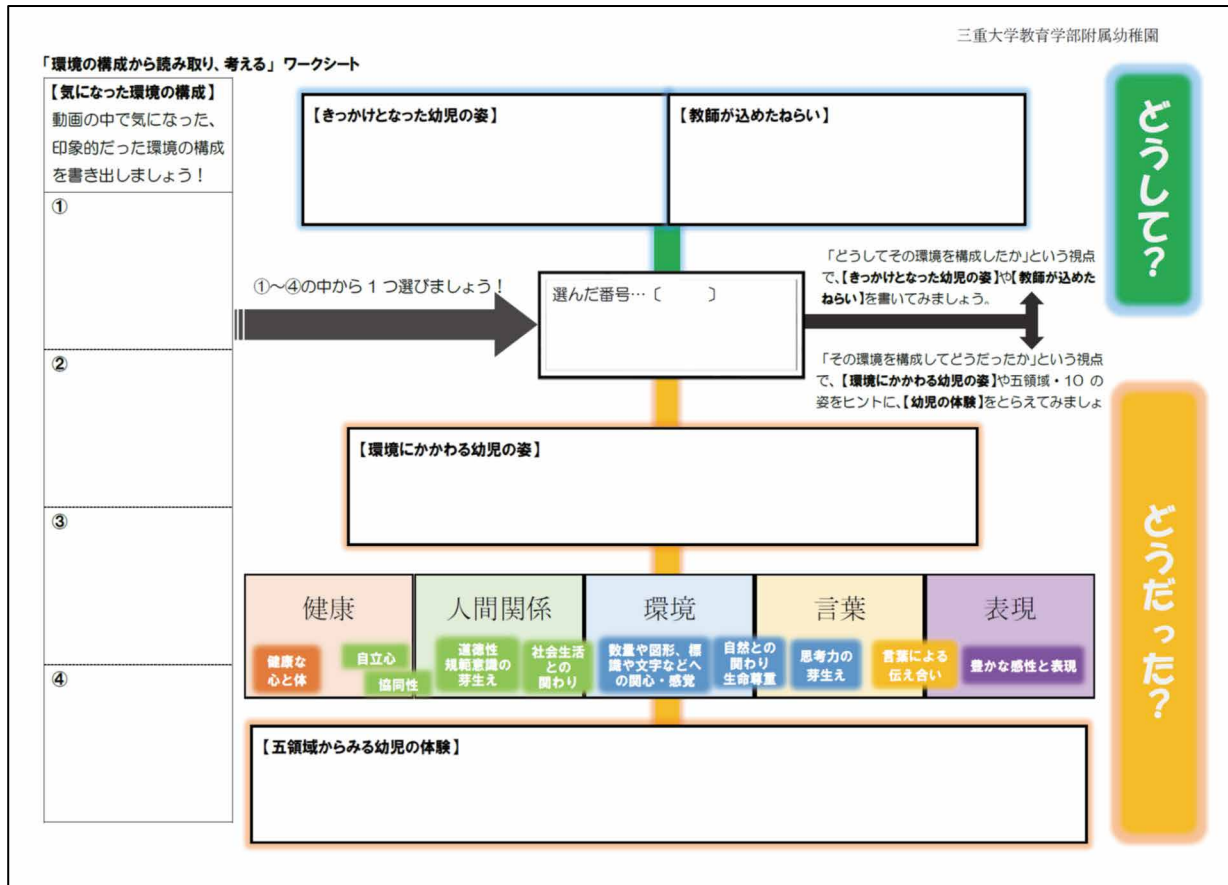 三重大学教育学部附属幼稚園
「環境の構成から読み取り、考える」ワークシート
【気になった環境の構成】
動画の中で気になった、
印象的だった環境の構成
を書き出しましょう！
①
②
③
④
①～④の中から1つ選びましょう！
【きっかけとなった幼児の姿】
【教師が込めたねらい】
選んだ番号…〔　　　〕
「どうしてその環境を構成したか」という視点
で、【きっかけとなった幼児の姿】や【教師が込めた
ねらい】を書いてみましょう。
「その環境を構成してどうだったか」という視点
で、【環境にかかわる幼児の姿】や五領域・10 の
姿をヒントに、【幼児の体験】をとらえてみましょ
どうして？
【環境にかかわる幼児の姿】
健康
人間関係
環境
言葉
表現
健康な
心と体
自立心
協同性
道徳性
規範意識の
芽生え
社会生活
との
関わり
数量や図形、標
識や文字などへ
の関心・感覚
自然との
関わり
生命尊重
思考力の
芽生え
言葉による
伝え合い
豊かな感性と表現
【五領域からみる幼児の体験】
どうだった？